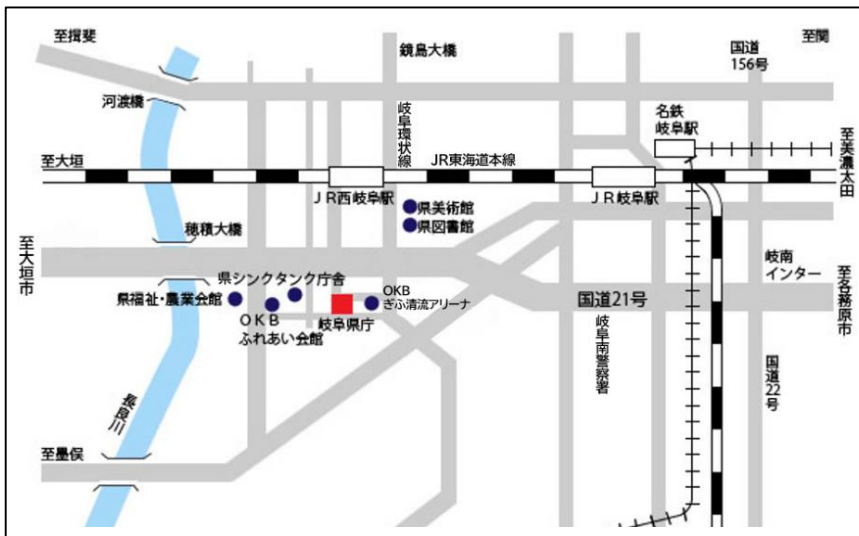 至揖斐
鏡島大橋
国道
156号
至関
河渡橋
岐阜環状線
名鉄
岐阜駅
至美濃太田
至大垣
JR東海道本線
JR西岐阜駅
JR岐阜駅
県美術館
県図書館
穂積大橋
至大垣市
岐南
インター
至各務原市
県シンクタンク庁舎
県福祉・農業会館
OKB
ふれあい会館
岐阜県庁
OKB
ぎふ清流アリーナ
国道21号
岐阜南警察署
国道22号
長良川
至墨俣